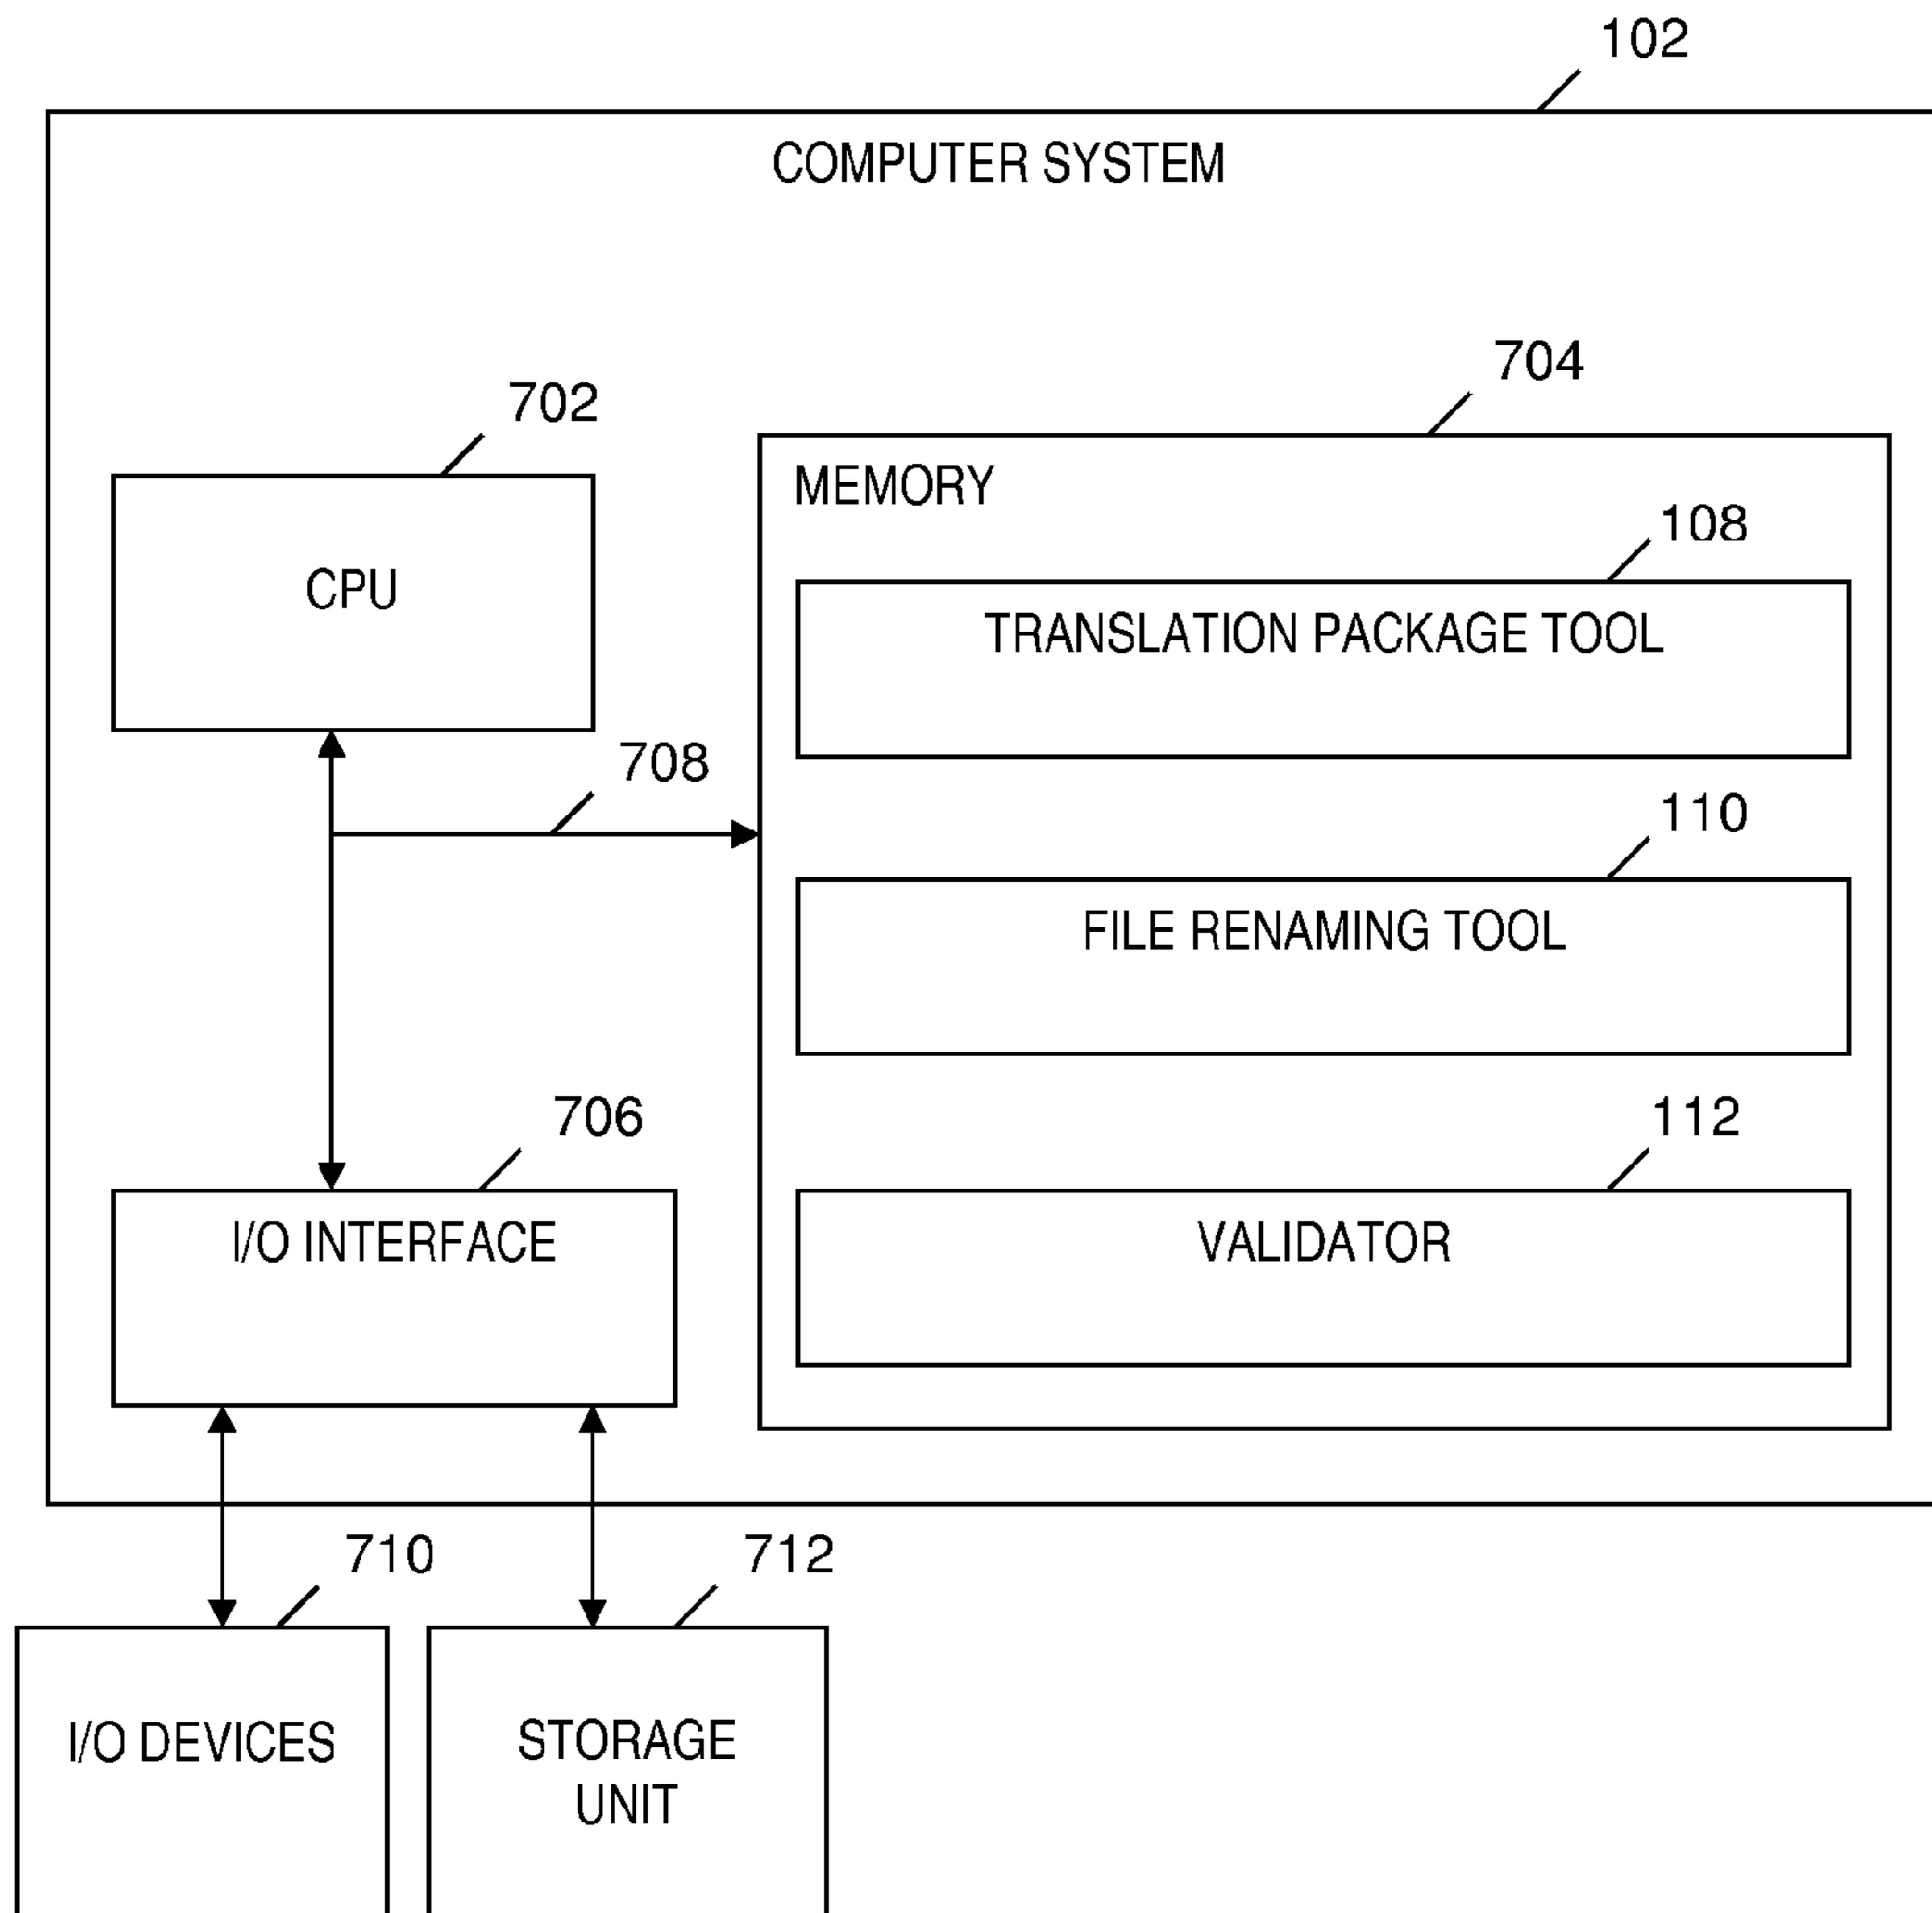 102
COMPUTER SYSTEM
704
702
MEMORY
108
CPU
TRANSLATION PACKAGE TOOL
708
110
FILE RENAMING TOOL
706
112
I/O INTERFACE
VALIDATOR
710
712
I/O DEVICES
STORAGE
UNIT